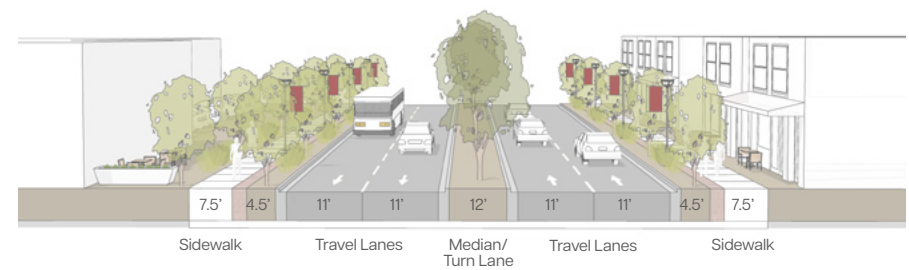 7.5' 4.5' 11' 11' 12' 11' 11' 4.5' 7.5'
Sidewalk Travel Lanes Median/ Travel Lanes Sidewalk
Turn Lane